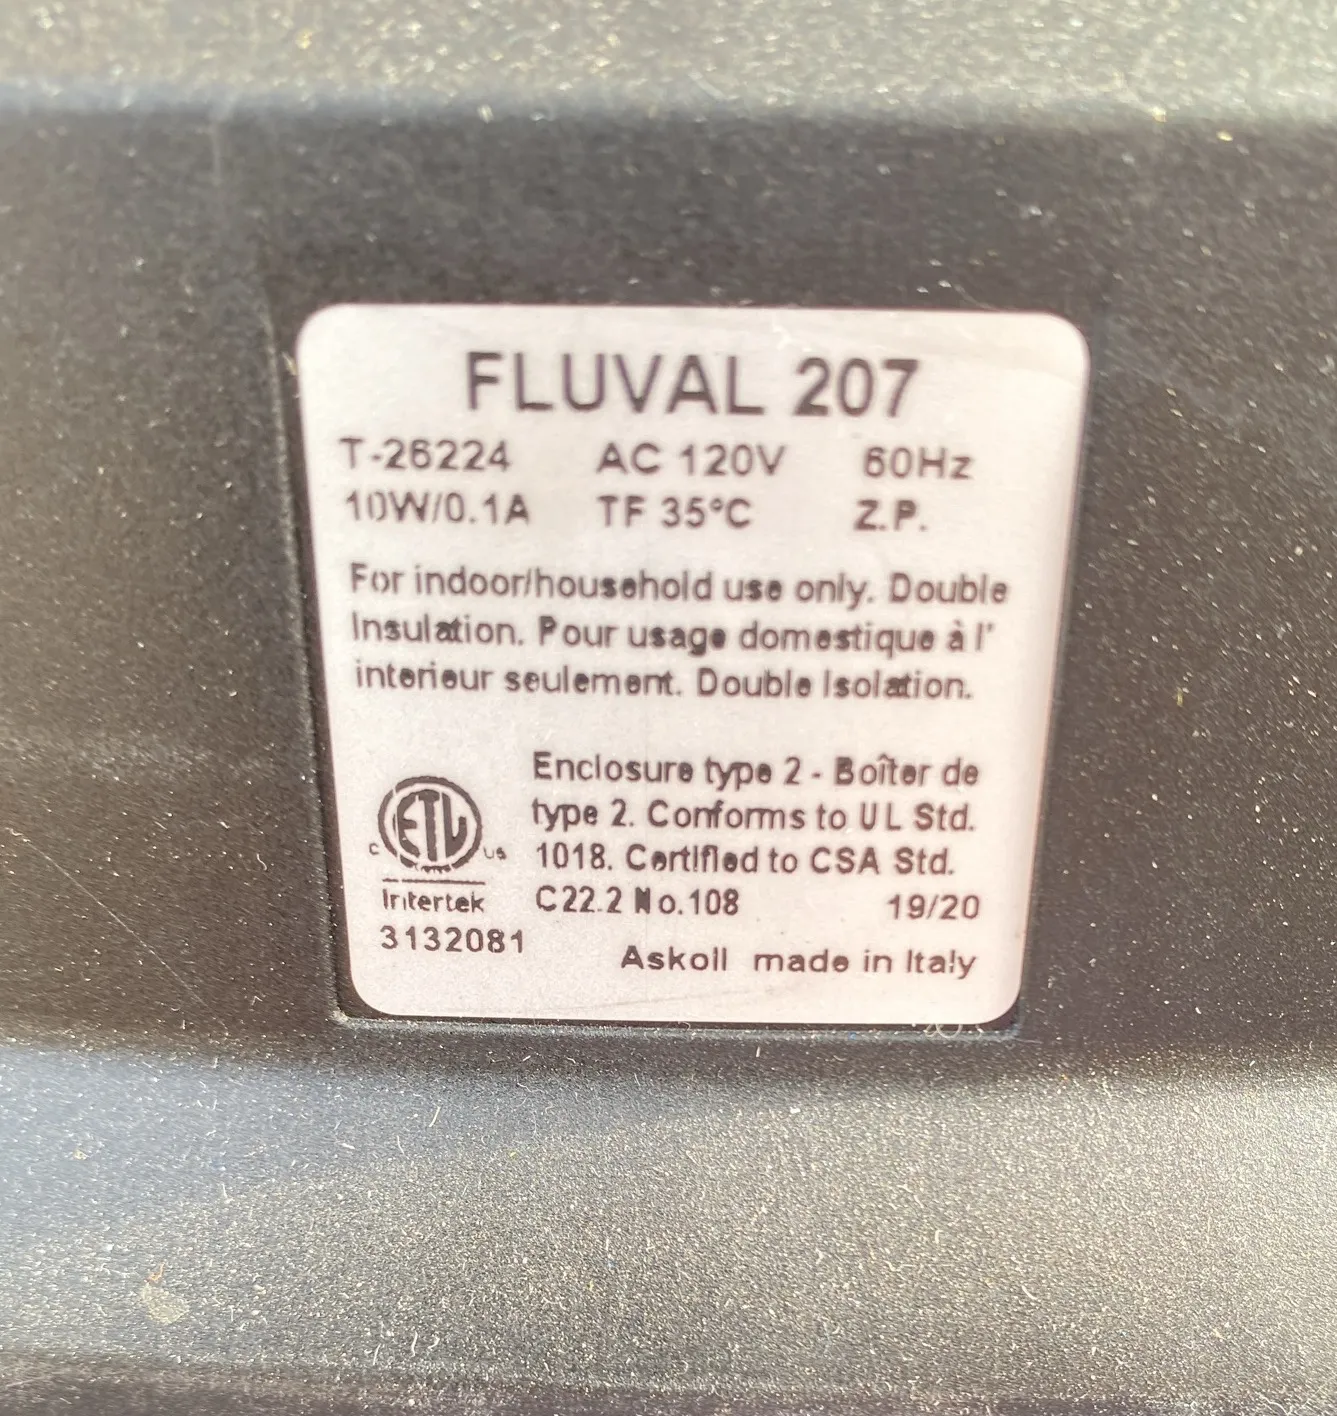 FLUVAL 207
T-26224 AC 120V 60Hz
10W/0.1A TF 35°C Z.P.
For indoor/household use only. Double
Insulation. Pour usage domestique à l'
interieur seulement. Double Isolation.
Enclosure type 2 - Boîter de
type 2. Conforms to UL Std.
1018. Certified to CSA Std.
C22.2 No.108 19/20
ETL
C US
Intertek
3132081
Askoll made in Italy